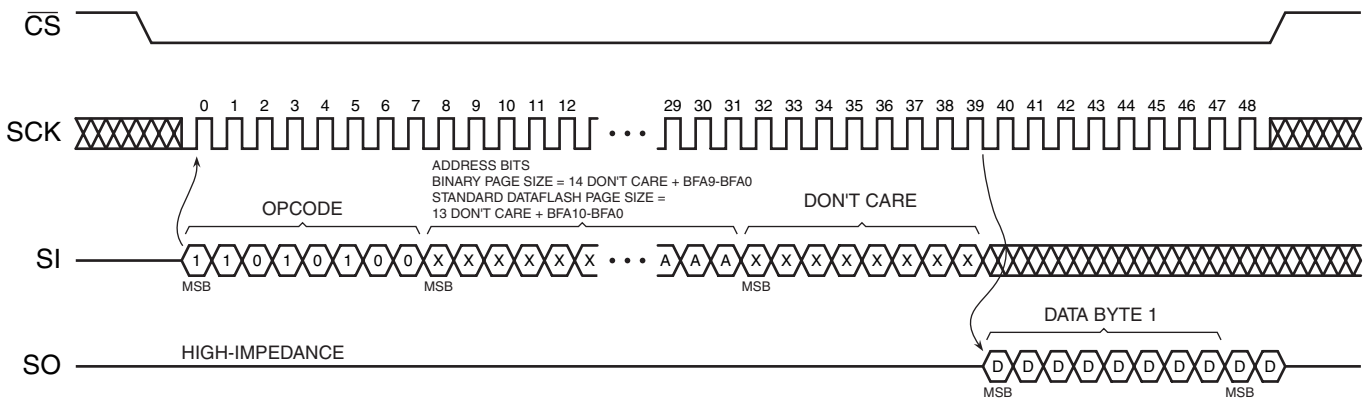 CS
SCK
0 1 2 3 4 5 6 7 8 9 10 11 12 29 30 31 32 33 34 35 36 37 38 39 40 41 42 43 44 45 46 47 48
ADDRESS BITS
BINARY PAGE SIZE = 14 DON'T CARE + BFA9-BFA0
STANDARD DATAFLASH PAGE SIZE =
13 DON'T CARE + BFA10-BFA0
OPCODE
DON'T CARE
SI
1 1 0 1 0 1 0 0 X X X X X X • • • A A A X X X X X X X X
MSB MSB MSB
DATA BYTE 1
SO
HIGH-IMPEDANCE
D D D D D D D D D D
MSB MSB